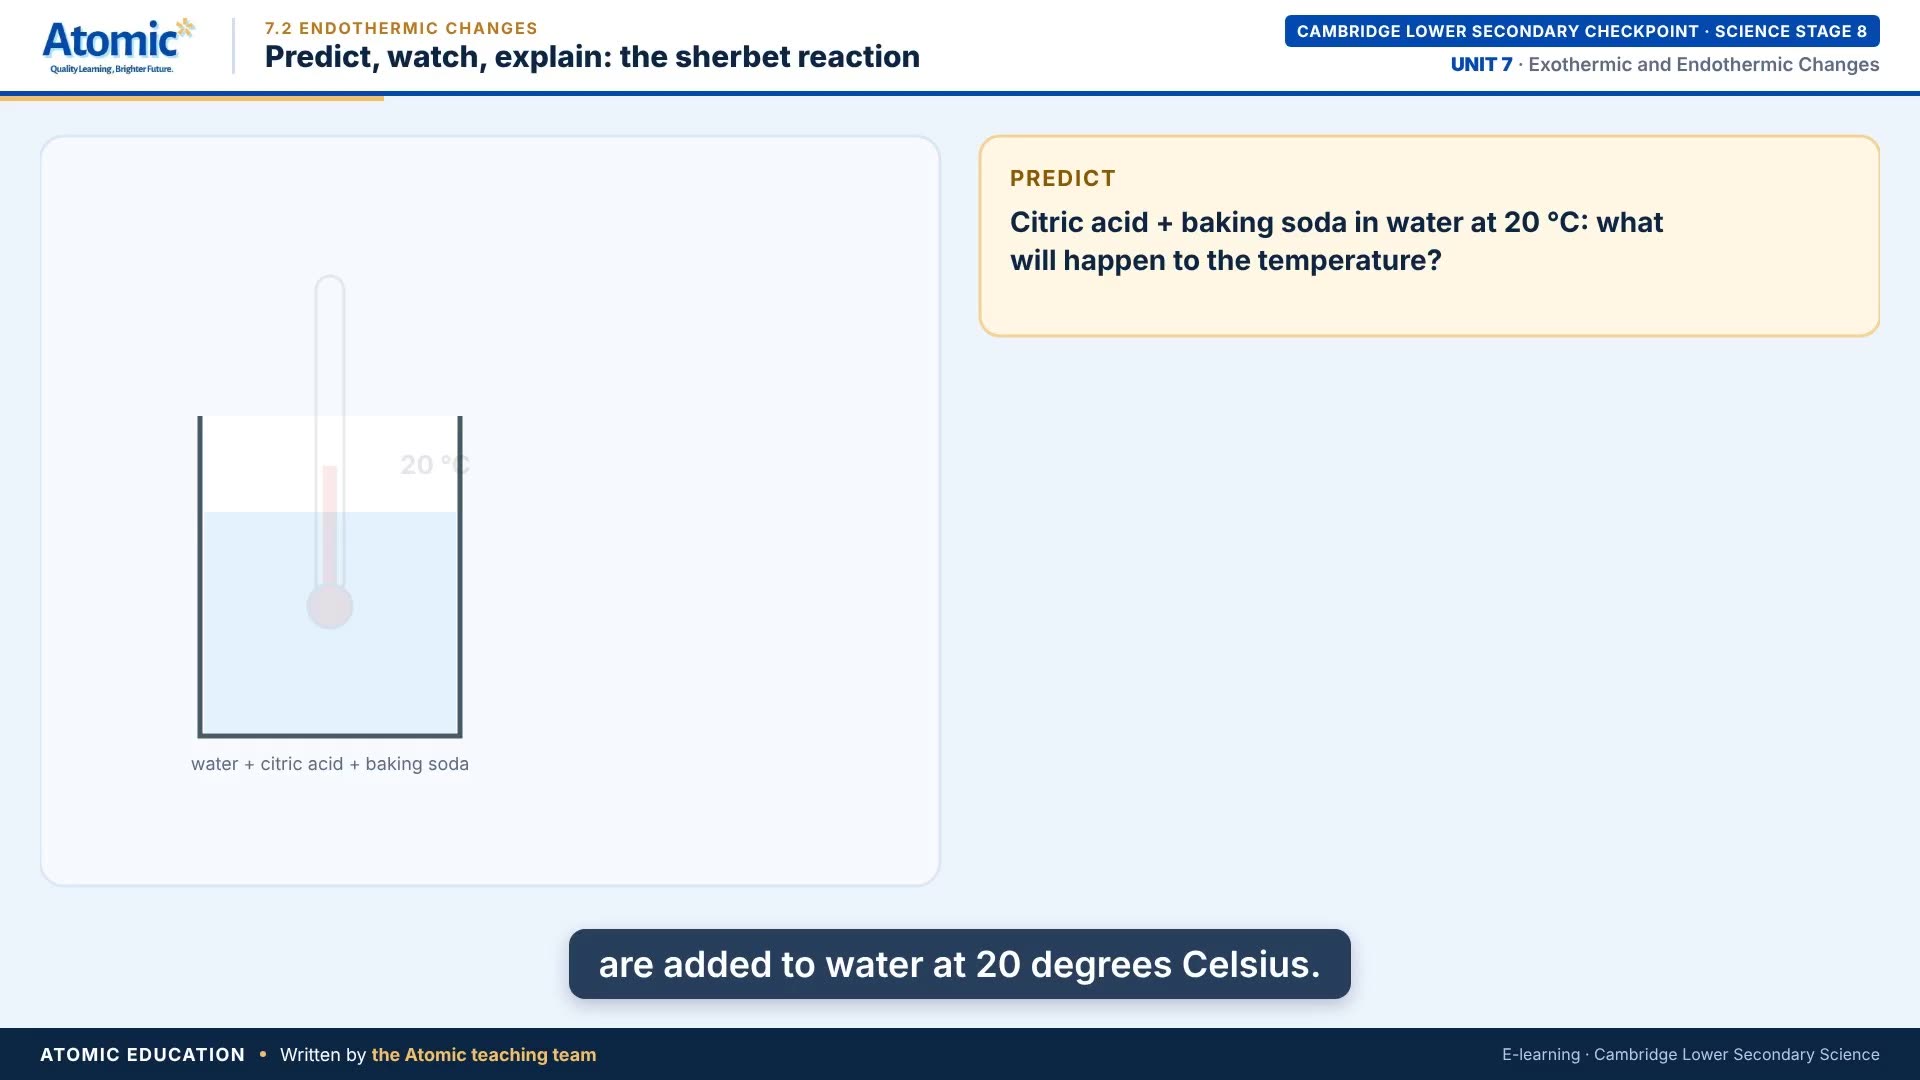 Atomic
Quality Learning, Brighter Future.
7.2 ENDOTHERMIC CHANGES
Predict, watch, explain: the sherbet reaction
CAMBRIDGE LOWER SECONDARY CHECKPOINT · SCIENCE STAGE 8
UNIT 7 · Exothermic and Endothermic Changes
20 °C
water + citric acid + baking soda
PREDICT
Citric acid + baking soda in water at 20 °C: what
will happen to the temperature?
are added to water at 20 degrees Celsius.
ATOMIC EDUCATION • Written by the Atomic teaching team
E-learning · Cambridge Lower Secondary Science